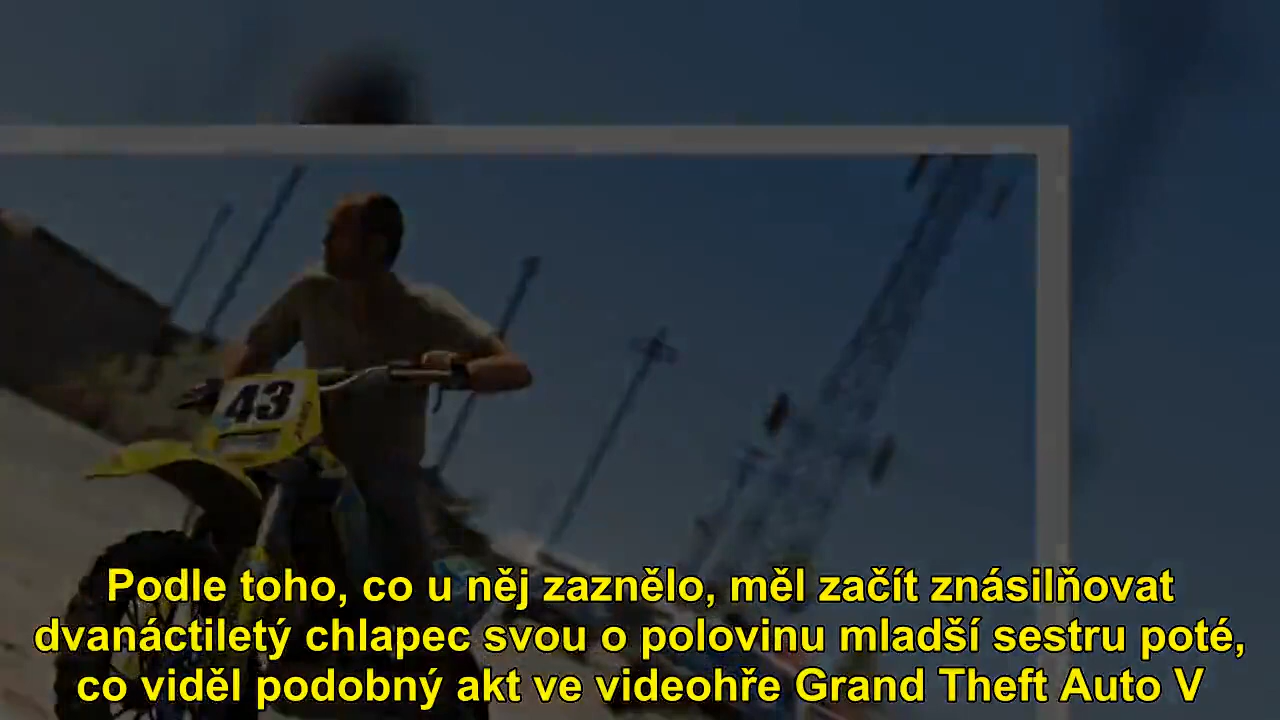 43
Podle toho, co u něj zaznělo, měl začít znásilňovat
dvanáctiletý chlapec svou o polovinu mladší sestru poté,
co viděl podobný akt ve videohře Grand Theft Auto V